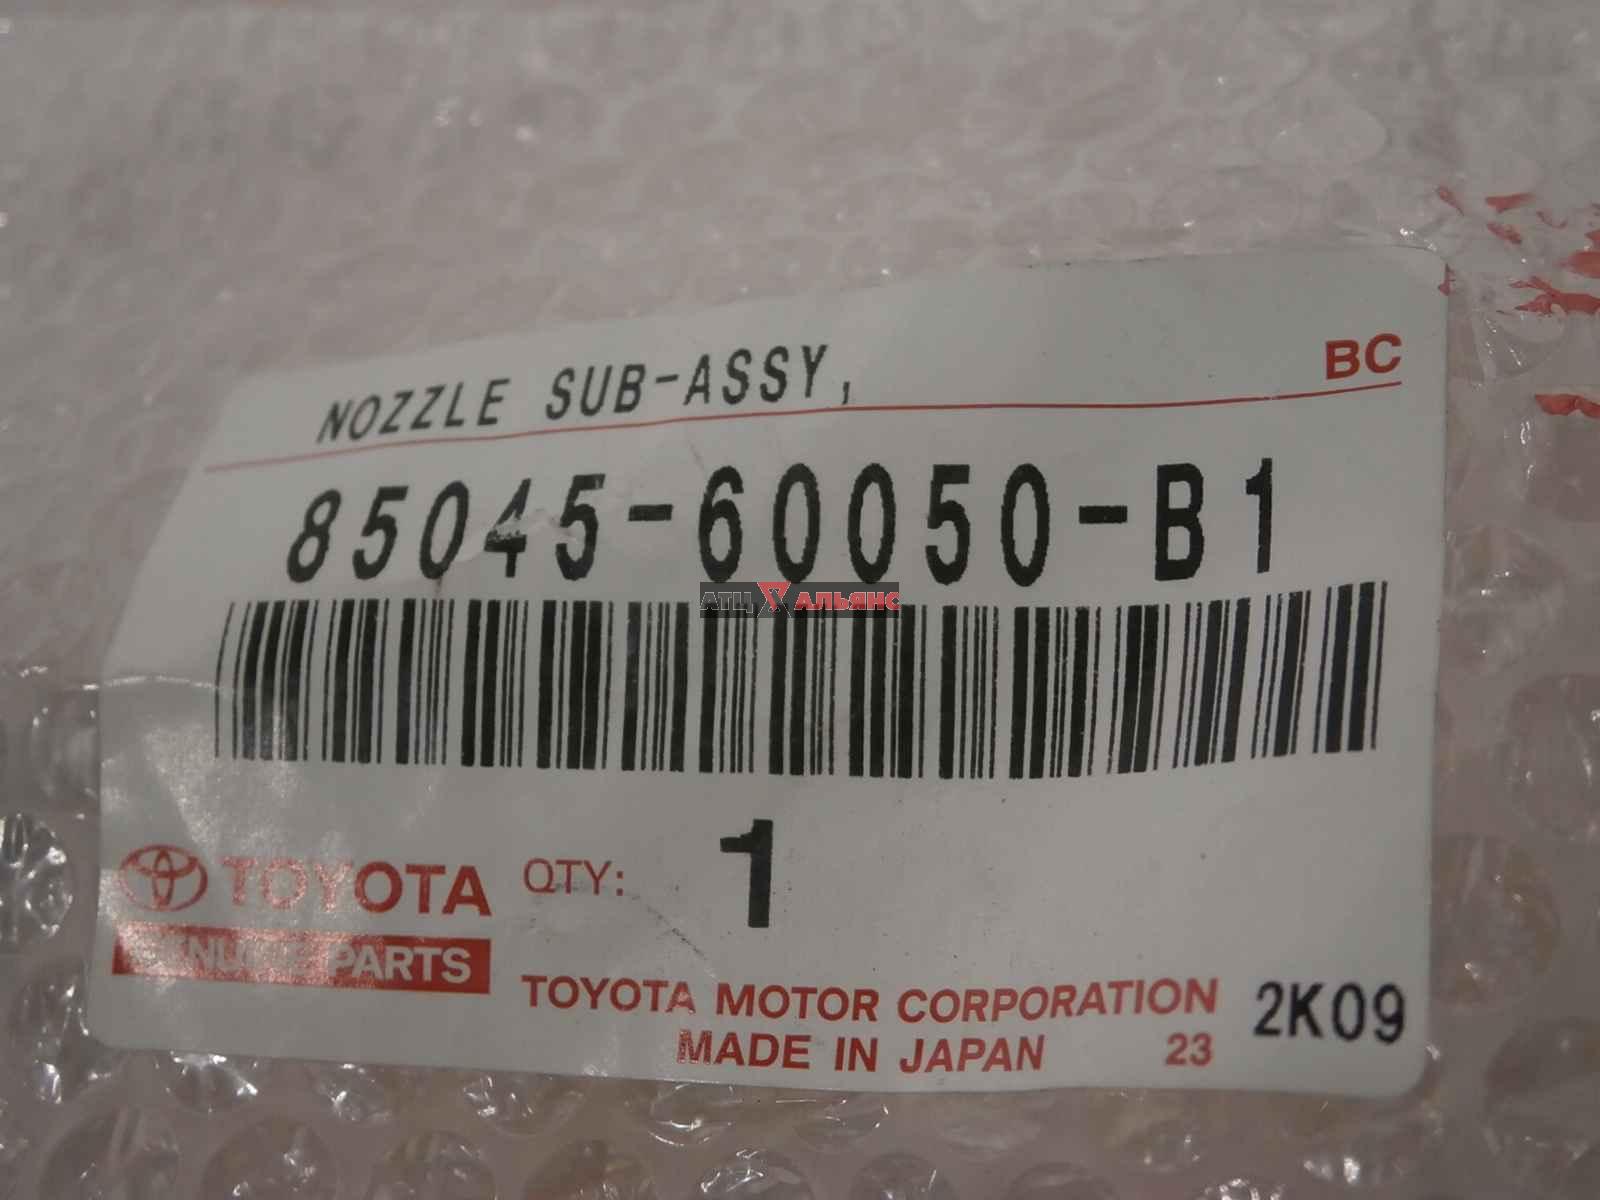 BC
NOZZLE SUB-ASSY,
85045-60050-B1
АТЦ АЛЬЯНС
TOYOTA QTY: 1
GENUINE PARTS
TOYOTA MOTOR CORPORATION 2K09
MADE IN JAPAN 23